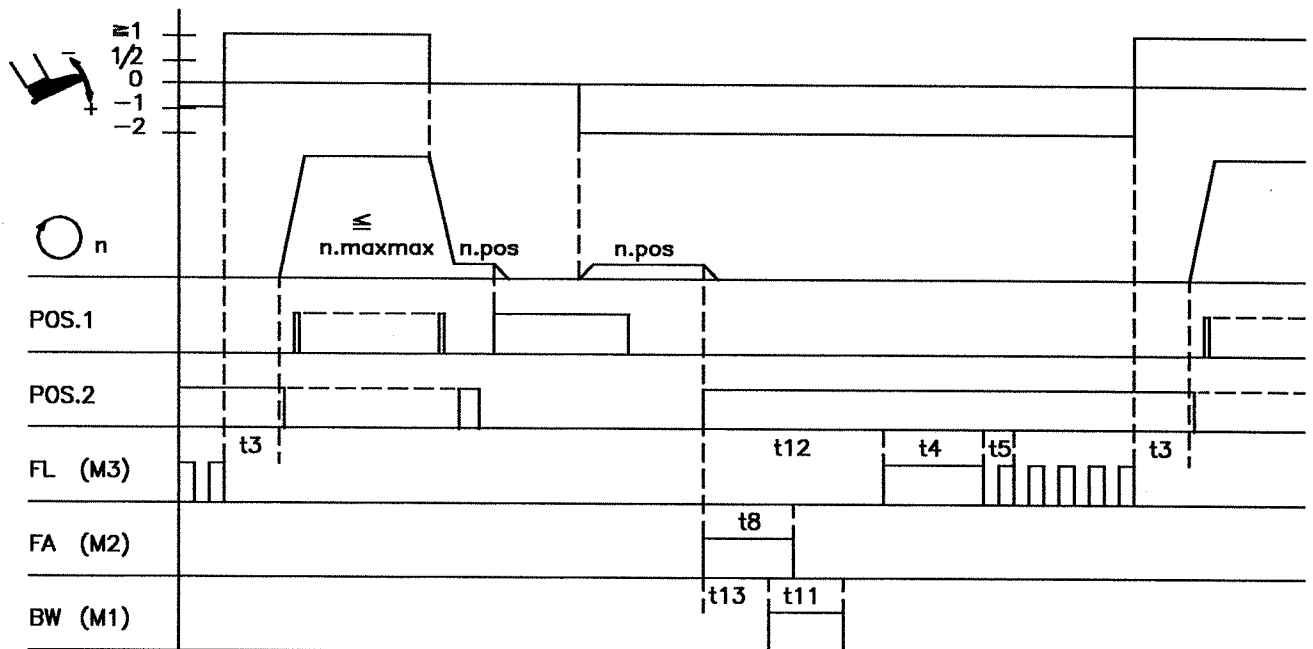 ≧1
1/2
0
−1
−2
−
+
n
≦
n.maxmax n.pos n.pos
POS.1
POS.2
t3 t12 t4 t5 t3
FL (M3)
t8
FA (M2)
t13 t11
BW (M1)